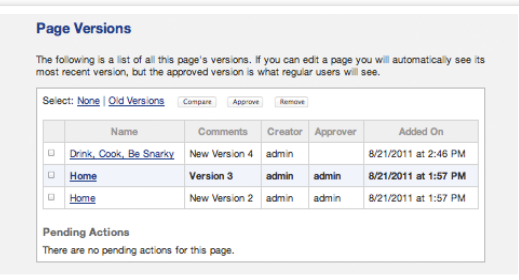 Page Versions
The following is a list of all this page's versions. If you can edit a page you will automatically see its
most recent version, but the approved version is what regular users will see.
Select: None | Old Versions Compare Approve Remove
Name Comments Creator Approver Added On
Drink, Cook, Be Snarky New Version 4 admin 8/21/2011 at 2:46 PM
Home Version 3 admin admin 8/21/2011 at 1:57 PM
Home New Version 2 admin admin 8/21/2011 at 1:57 PM
Pending Actions
There are no pending actions for this page.